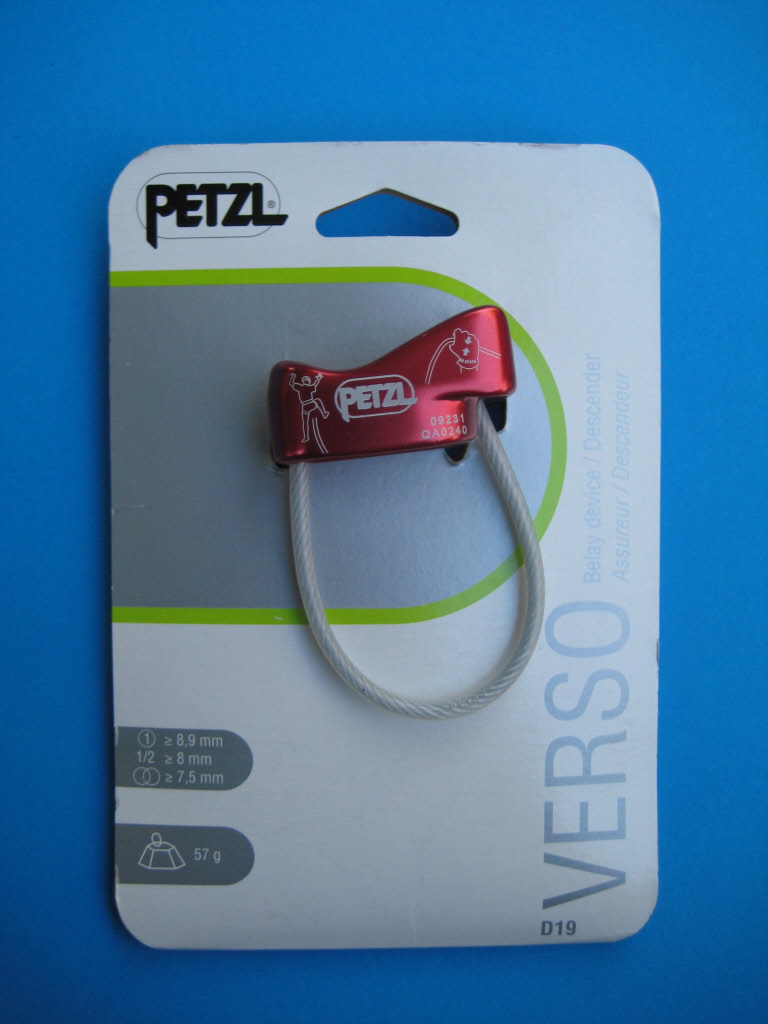 PETZL®
PETZL
09231
QA0240
Belay device / Descender
Assureur / Descendeur
VERSO
1 ≥ 8,9 mm
1/2 ≥ 8 mm
≥ 7,5 mm
57 g
D19